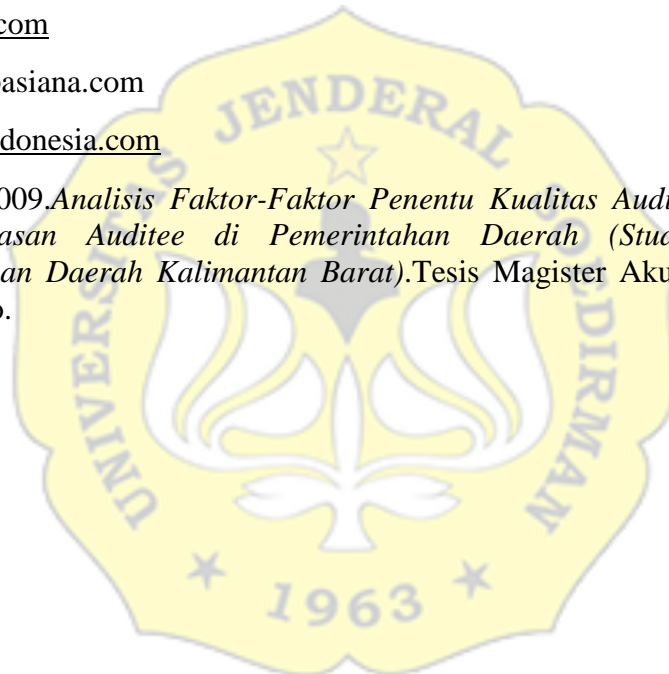 .com
asiana.com
donesia.com
009.Analisis Faktor-Faktor Penentu Kualitas Audi
asan Auditee di Pemerintahan Daerah (Stud
an Daerah Kalimantan Barat).Tesis Magister Aku
o.
UNIVERSITAS JENDERAL SOEDIRMAN
1963